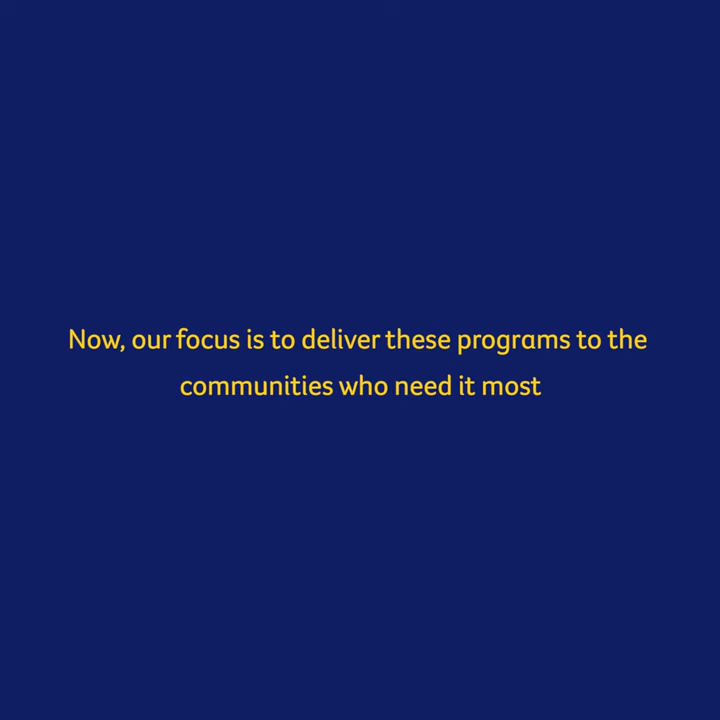 Now, our focus is to deliver these programs to the
communities who need it most